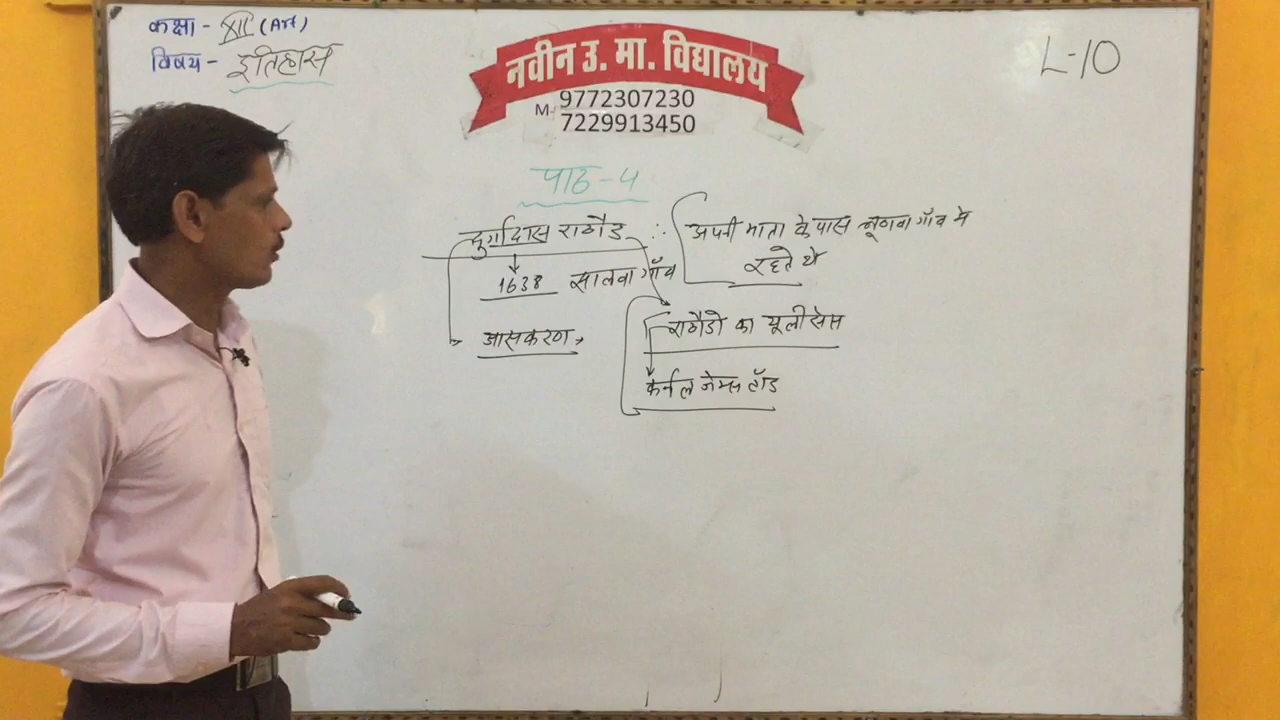 कक्षा - XII (Art)
विषय - इतिहास
नवीन उ. मा. विद्यालय
M- 9772307230
7229913450
L-10
पाठ - 4
दुर्गादास राठौड :- अपनी माता के पास लूणवा गाँव मे
रहते थे
1638 सालवा गाँव
राठौडो का यूलीसैस
आसकरण
कर्नल जेम्स टॉड